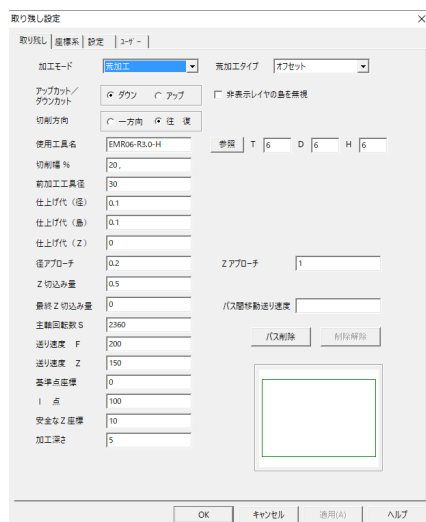 取り残し設定 ×
取り残し 座標系 設定 ユーザー
加工モード 荒加工 荒加工タイプ オフセット
アップカット／
ダウンカット ダウン アップ 非表示レイヤの島を無視
切削方向 一方向 往 復
使用工具名 EMR06-R3.0-H 参照 T 6 D 6 H 6
切削幅 % 20,
前加工工具径 30
仕上げ代（径） 0.1
仕上げ代（島） 0.1
仕上げ代（Z） 0
径アプローチ 0.2 Z アプローチ 1
Z 切込み量 0.5
最終 Z 切込み量 0 パス間移動送り速度
主軸回転数 S 2360 パス削除 削除解除
送り速度 F 200
送り速度 Z 150
基準点座標 0
I 点 100
安全な Z 座標 10
加工深さ 5
OK キャンセル 適用(A) ヘルプ